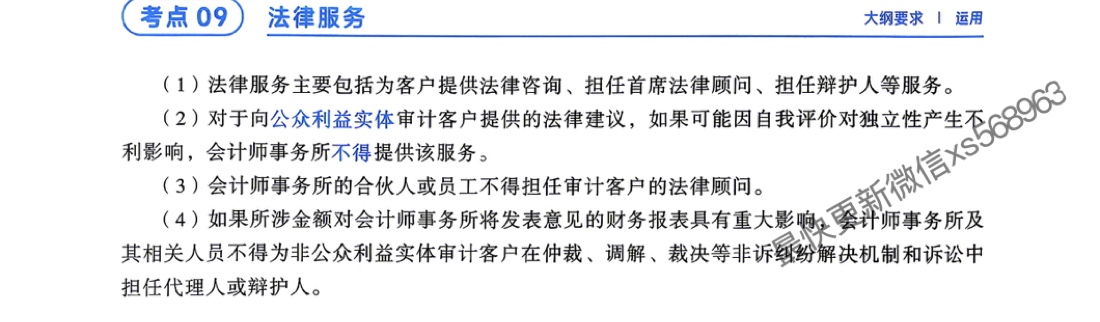 考点 09 法律服务 大纲要求 | 运用
（1）法律服务主要包括为客户提供法律咨询、担任首席法律顾问、担任辩护人等服务。
（2）对于向公众利益实体审计客户提供的法律建议，如果可能因自我评价对独立性产生不
利影响，会计师事务所不得提供该服务。
（3）会计师事务所的合伙人或员工不得担任审计客户的法律顾问。
（4）如果所涉金额对会计师事务所将发表意见的财务报表具有重大影响，会计师事务所及
其相关人员不得为非公众利益实体审计客户在仲裁、调解、裁决等非诉纠纷解决机制和诉讼中
担任代理人或辩护人。
最快更新微信xs568963